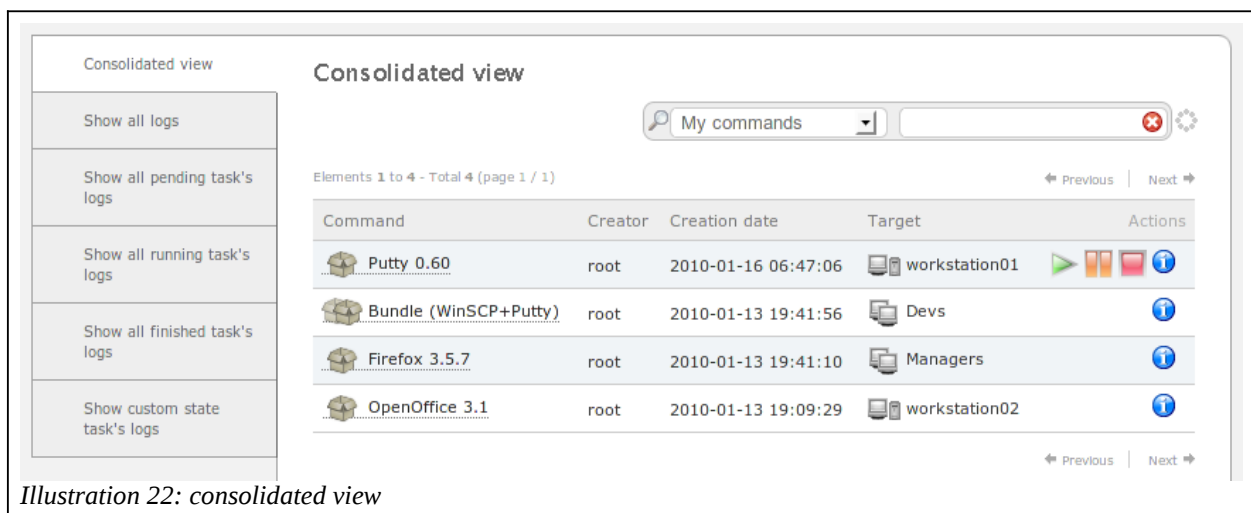 Consolidated view
Show all logs
Show all pending task's
logs
Show all running task's
logs
Show all finished task's
logs
Show custom state
task's logs
Consolidated view
My commands
Elements 1 to 4 - Total 4 (page 1 / 1)
Previous | Next
Command Creator Creation date Target Actions
Putty 0.60 root 2010-01-16 06:47:06 workstation01
Bundle (WinSCP+Putty) root 2010-01-13 19:41:56 Devs
Firefox 3.5.7 root 2010-01-13 19:41:10 Managers
OpenOffice 3.1 root 2010-01-13 19:09:29 workstation02
Previous | Next
Illustration 22: consolidated view